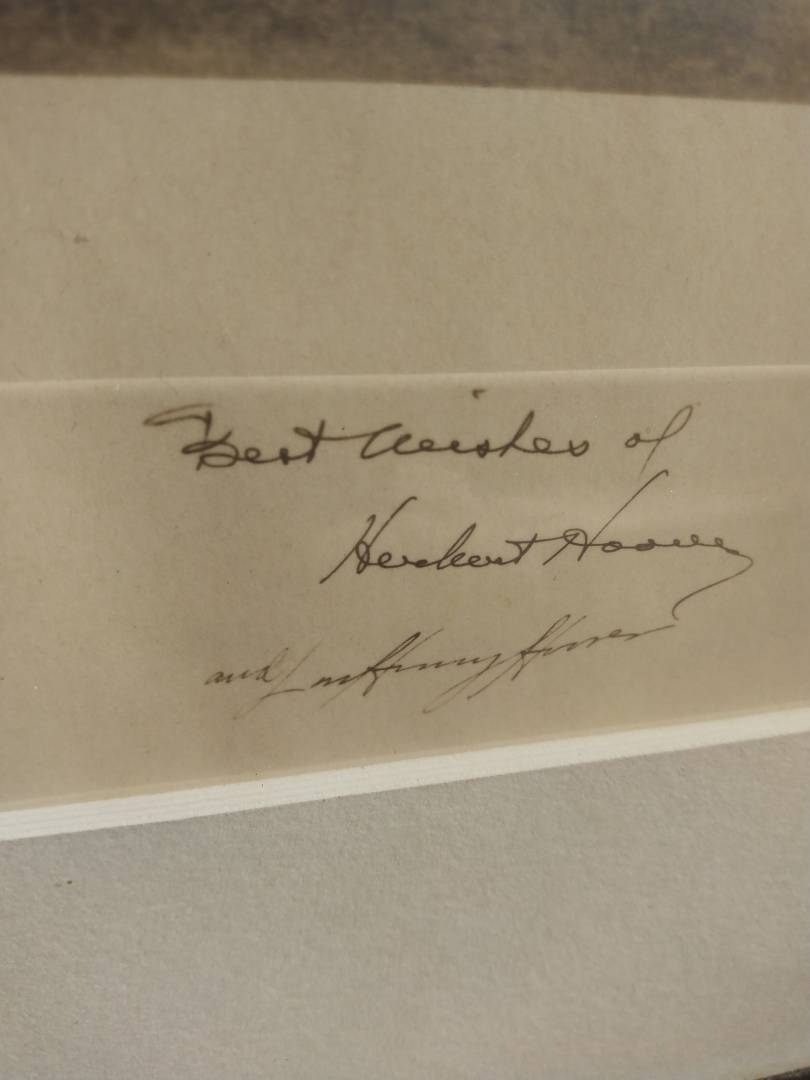 Best Wishes of
Herbert Hoover
and Lou Henry Hoover